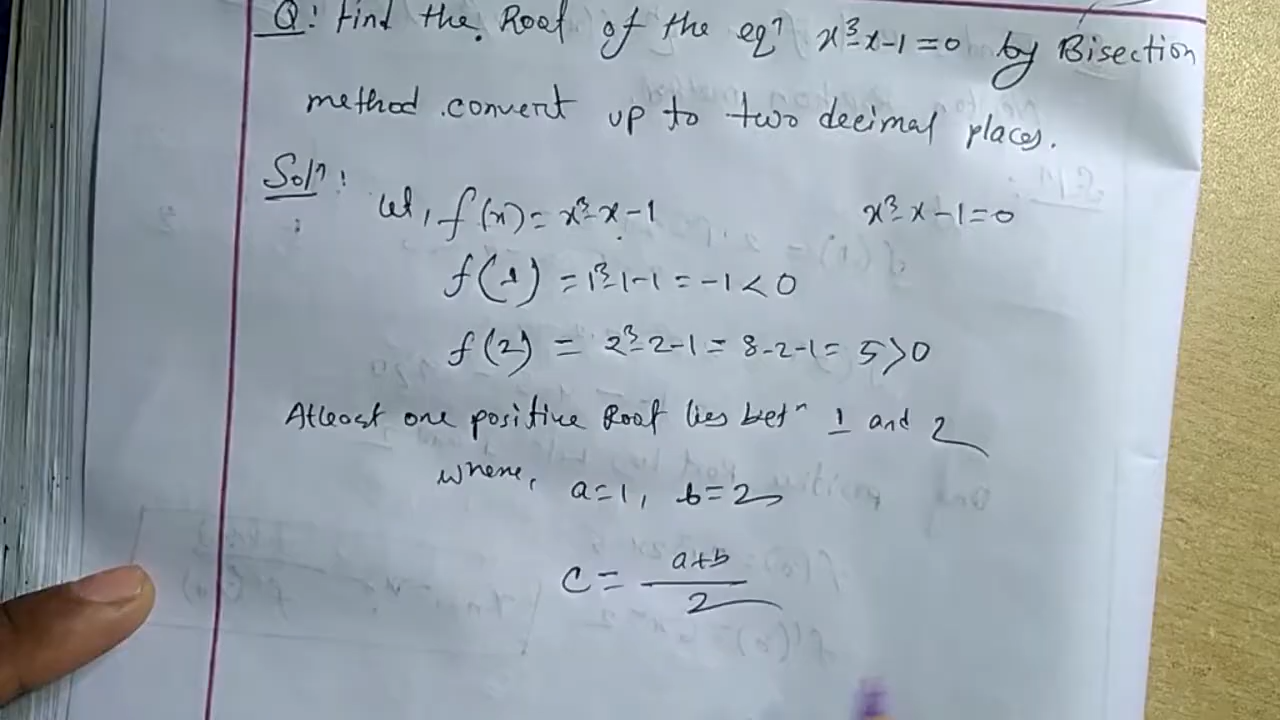 Q: Find the Root of the eqn x³-x-1=0 by Bisection
method convert up to two decimal places.
Soln:
Let, f(x)= x³-x-1
x³-x-1=0
f(1) = 1³-1-1 = -1<0
f(2) = 2³-2-1= 8-2-1= 5>0
Atleast one positive Root lies betn 1 and 2
where, a=1, b=2
c= a+b/2